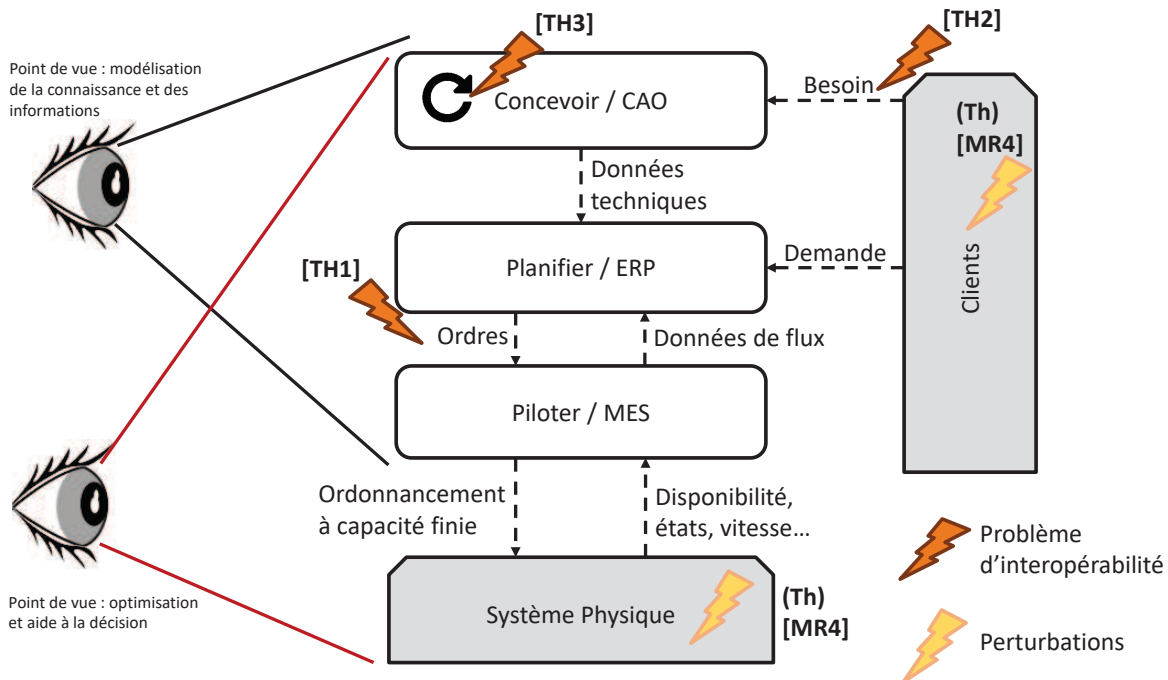 [TH3]
[TH2]
Point de vue : modélisation
de la connaissance et des
informations
Concevoir / CAO
Besoin
(Th)
[MR4]
Données
techniques
[TH1]
Planifier / ERP
Demande
Clients
Ordres
Données de flux
Piloter / MES
Ordonnancement
à capacité finie
Disponibilité,
états, vitesse…
Problème
d’interopérabilité
Point de vue : optimisation
et aide à la décision
Système Physique
(Th)
[MR4]
Perturbations